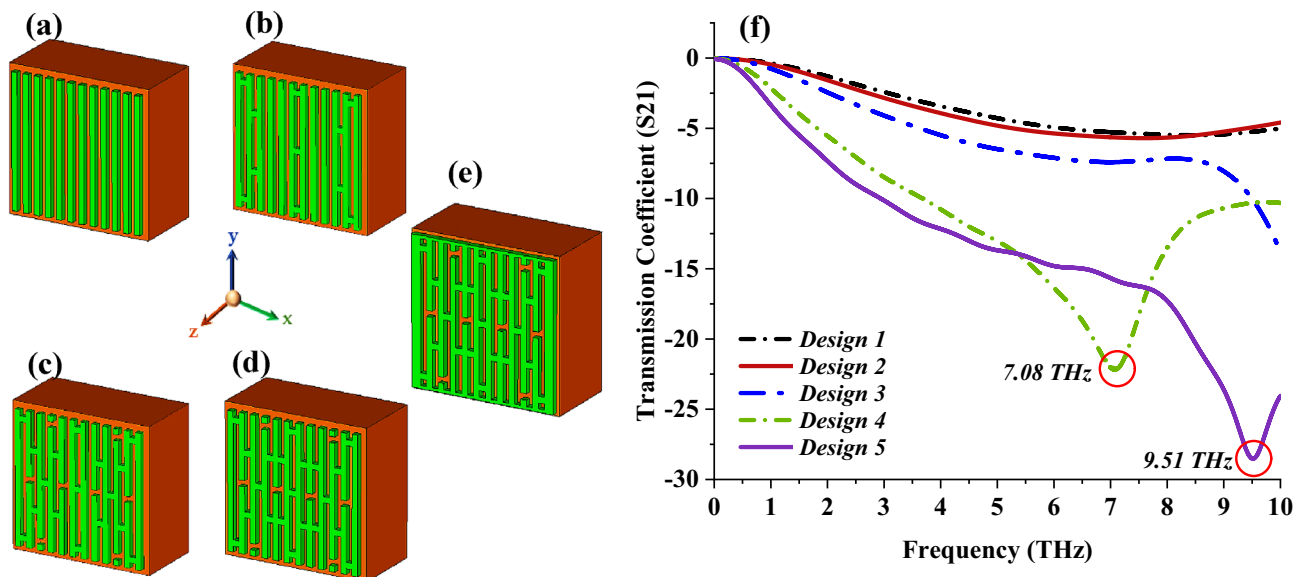 (a)
(b)
(c)
(d)
(e)
y
x
z
(f)
Transmission Coefficient (S21)
0
-5
-10
-15
-20
-25
-30
Design 1
Design 2
Design 3
Design 4
Design 5
7.08 THz
9.51 THz
0 1 2 3 4 5 6 7 8 9 10
Frequency (THz)